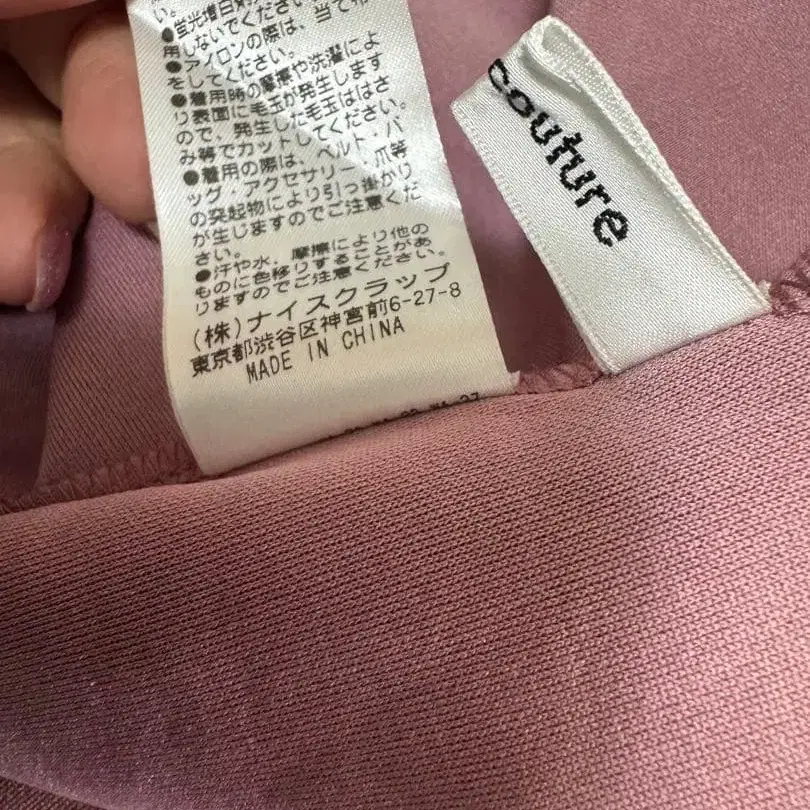 い。
●蛍光増白
用しないでください
●アイロンの際は、当て布
をしてください。
●着用時の摩擦や洗濯によ
り表面に毛玉が発生します
ので、発生した毛玉ははさ
み等でカットしてください。
●着用の際は、ベルト・バ
ッグ・アクセサリー・爪等
の突起物により引っ掛かり
が生じますのでご注意くだ
さい。
●汗や水、摩擦により他の
ものに色移りすることがあ
りますのでご注意ください。
(株)ナイスクラップ
東京都渋谷区神宮前6-27-8
MADE IN CHINA
couture